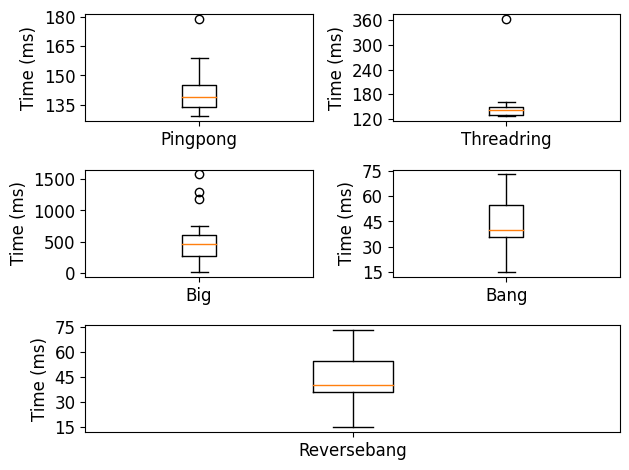 Time (ms)
180
165
150
135
Pingpong
Time (ms)
360
300
240
180
120
Threadring
Time (ms)
1500
1000
500
0
Big
Time (ms)
75
60
45
30
15
Bang
Time (ms)
75
60
45
30
15
Reversebang